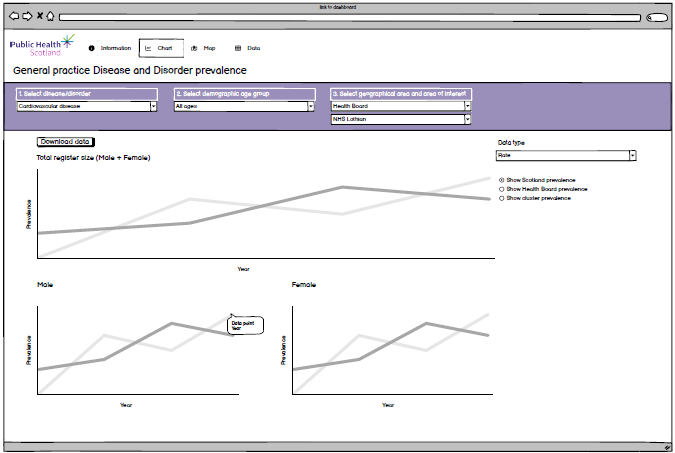 link to dashboard
Public Health
Scotland
Information
Chart
Map
Data
General practice Disease and Disorder prevalence
1. Select disease/disorder
2. Select demographic age group
3. Select geographical area and area of interest
Cardiovascular disease
All ages
Health Board
NHS Lothian
Download data
Data type
Rate
Total register size (Male + Female)
Show Scotland prevalence
Show Health Board prevalence
Show cluster prevalence
Prevalence
Year
Male
Female
Data point
Year
Prevalence
Prevalence
Year
Year